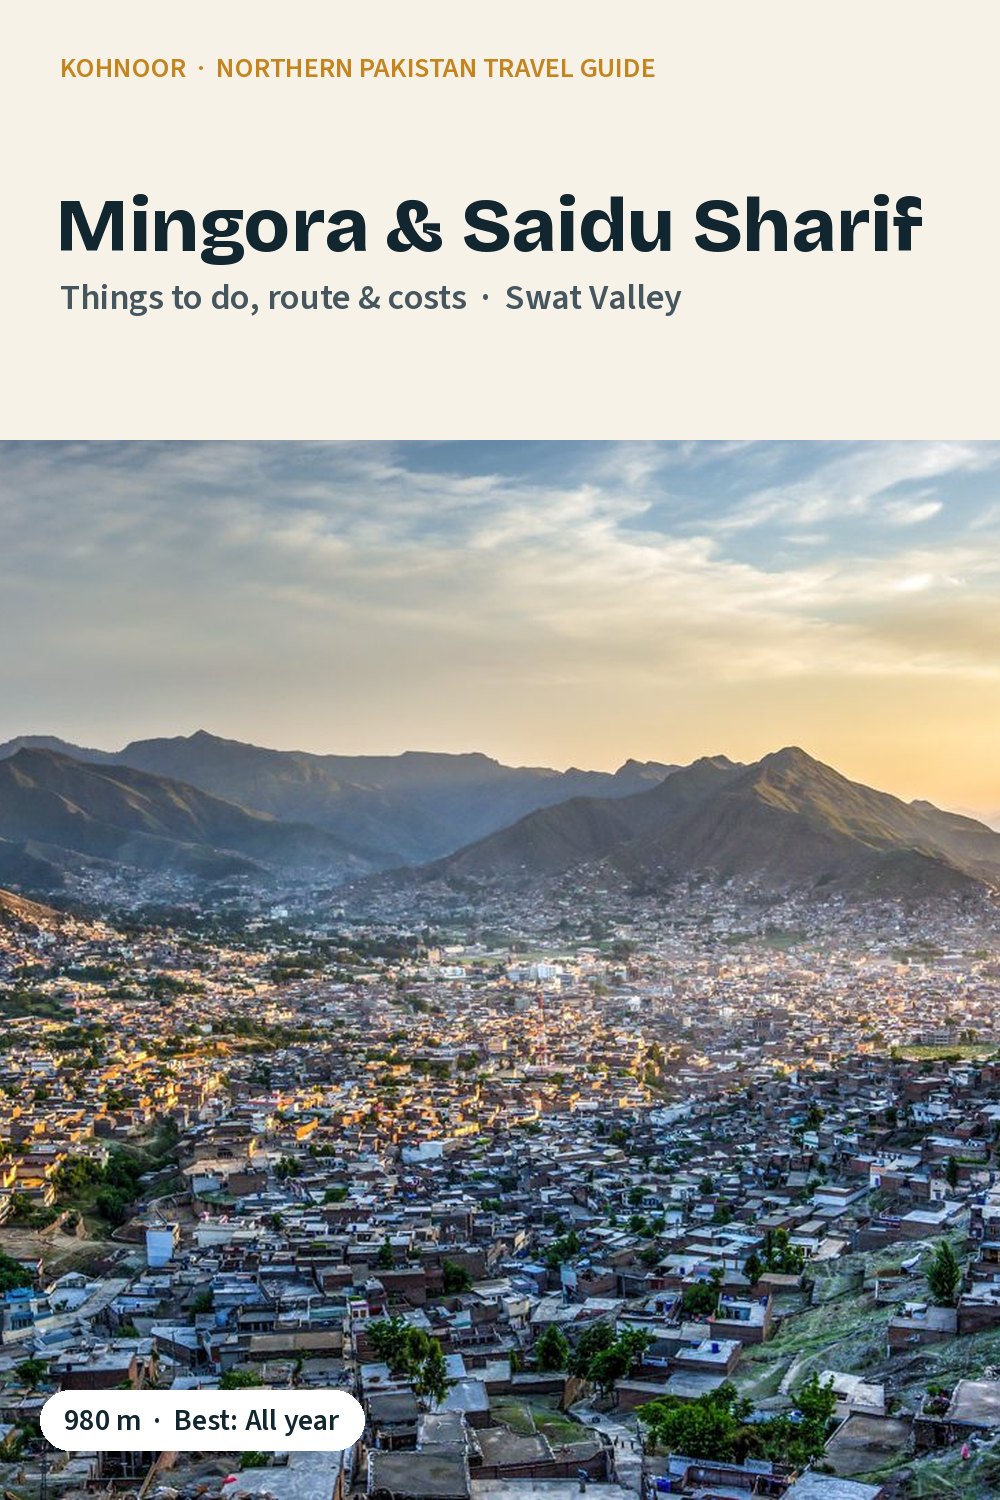 KOHNOOR · NORTHERN PAKISTAN TRAVEL GUIDE
Mingora & Saidu Sharif
Things to do, route & costs · Swat Valley
980 m · Best: All year